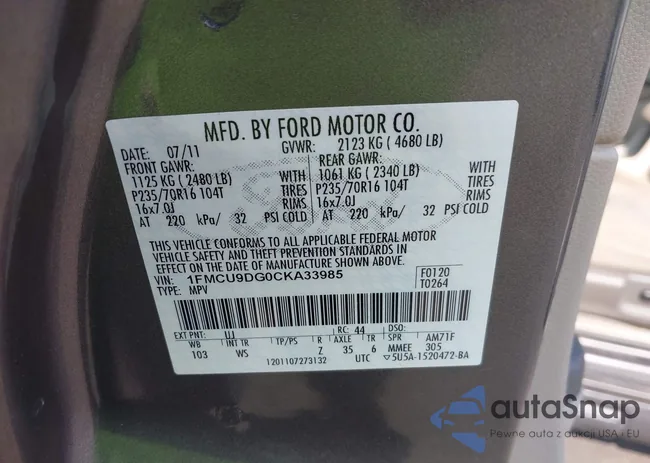 MFD. BY FORD MOTOR CO.
DATE: 07/11 GVWR: 2123 KG ( 4680 LB)
FRONT GAWR: REAR GAWR:
1125 KG ( 2480 LB) WITH 1061 KG ( 2340 LB) WITH
P235/70R16 104T TIRES P235/70R16 104T TIRES
16x7.0J RIMS 16x7.0J RIMS
AT 220 kPa/ 32 PSI COLD AT 220 kPa/ 32 PSI COLD
THIS VEHICLE CONFORMS TO ALL APPLICABLE FEDERAL MOTOR
VEHICLE SAFETY AND THEFT PREVENTION STANDARDS IN
EFFECT ON THE DATE OF MANUFACTURE SHOWN ABOVE.
VIN: 1FMCU9DG0CKA33985 F0120
TYPE: MPV T0264
EXT PNT: UJ RC: 44 DSO:
WB INT TR TP/PS R AXLE TR SPR AM71F
103 WS Z 35 6 MMEE 305
1201107273132 UTC ▽5U5A-1520472-BA
autaSnap
Pewne auta z aukcji USA i EU